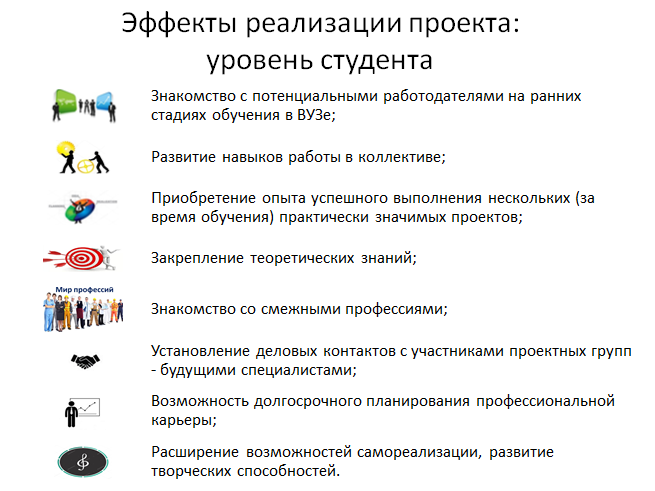 Эффекты реализации проекта:
уровень студента
Знакомство с потенциальными работодателями на ранних
стадиях обучения в ВУЗе;
Развитие навыков работы в коллективе;
Приобретение опыта успешного выполнения нескольких (за
время обучения) практически значимых проектов;
Закрепление теоретических знаний;
Мир профессий
Знакомство со смежными профессиями;
Установление деловых контактов с участниками проектных групп
- будущими специалистами;
Возможность долгосрочного планирования профессиональной
карьеры;
Расширение возможностей самореализации, развитие
творческих способностей.